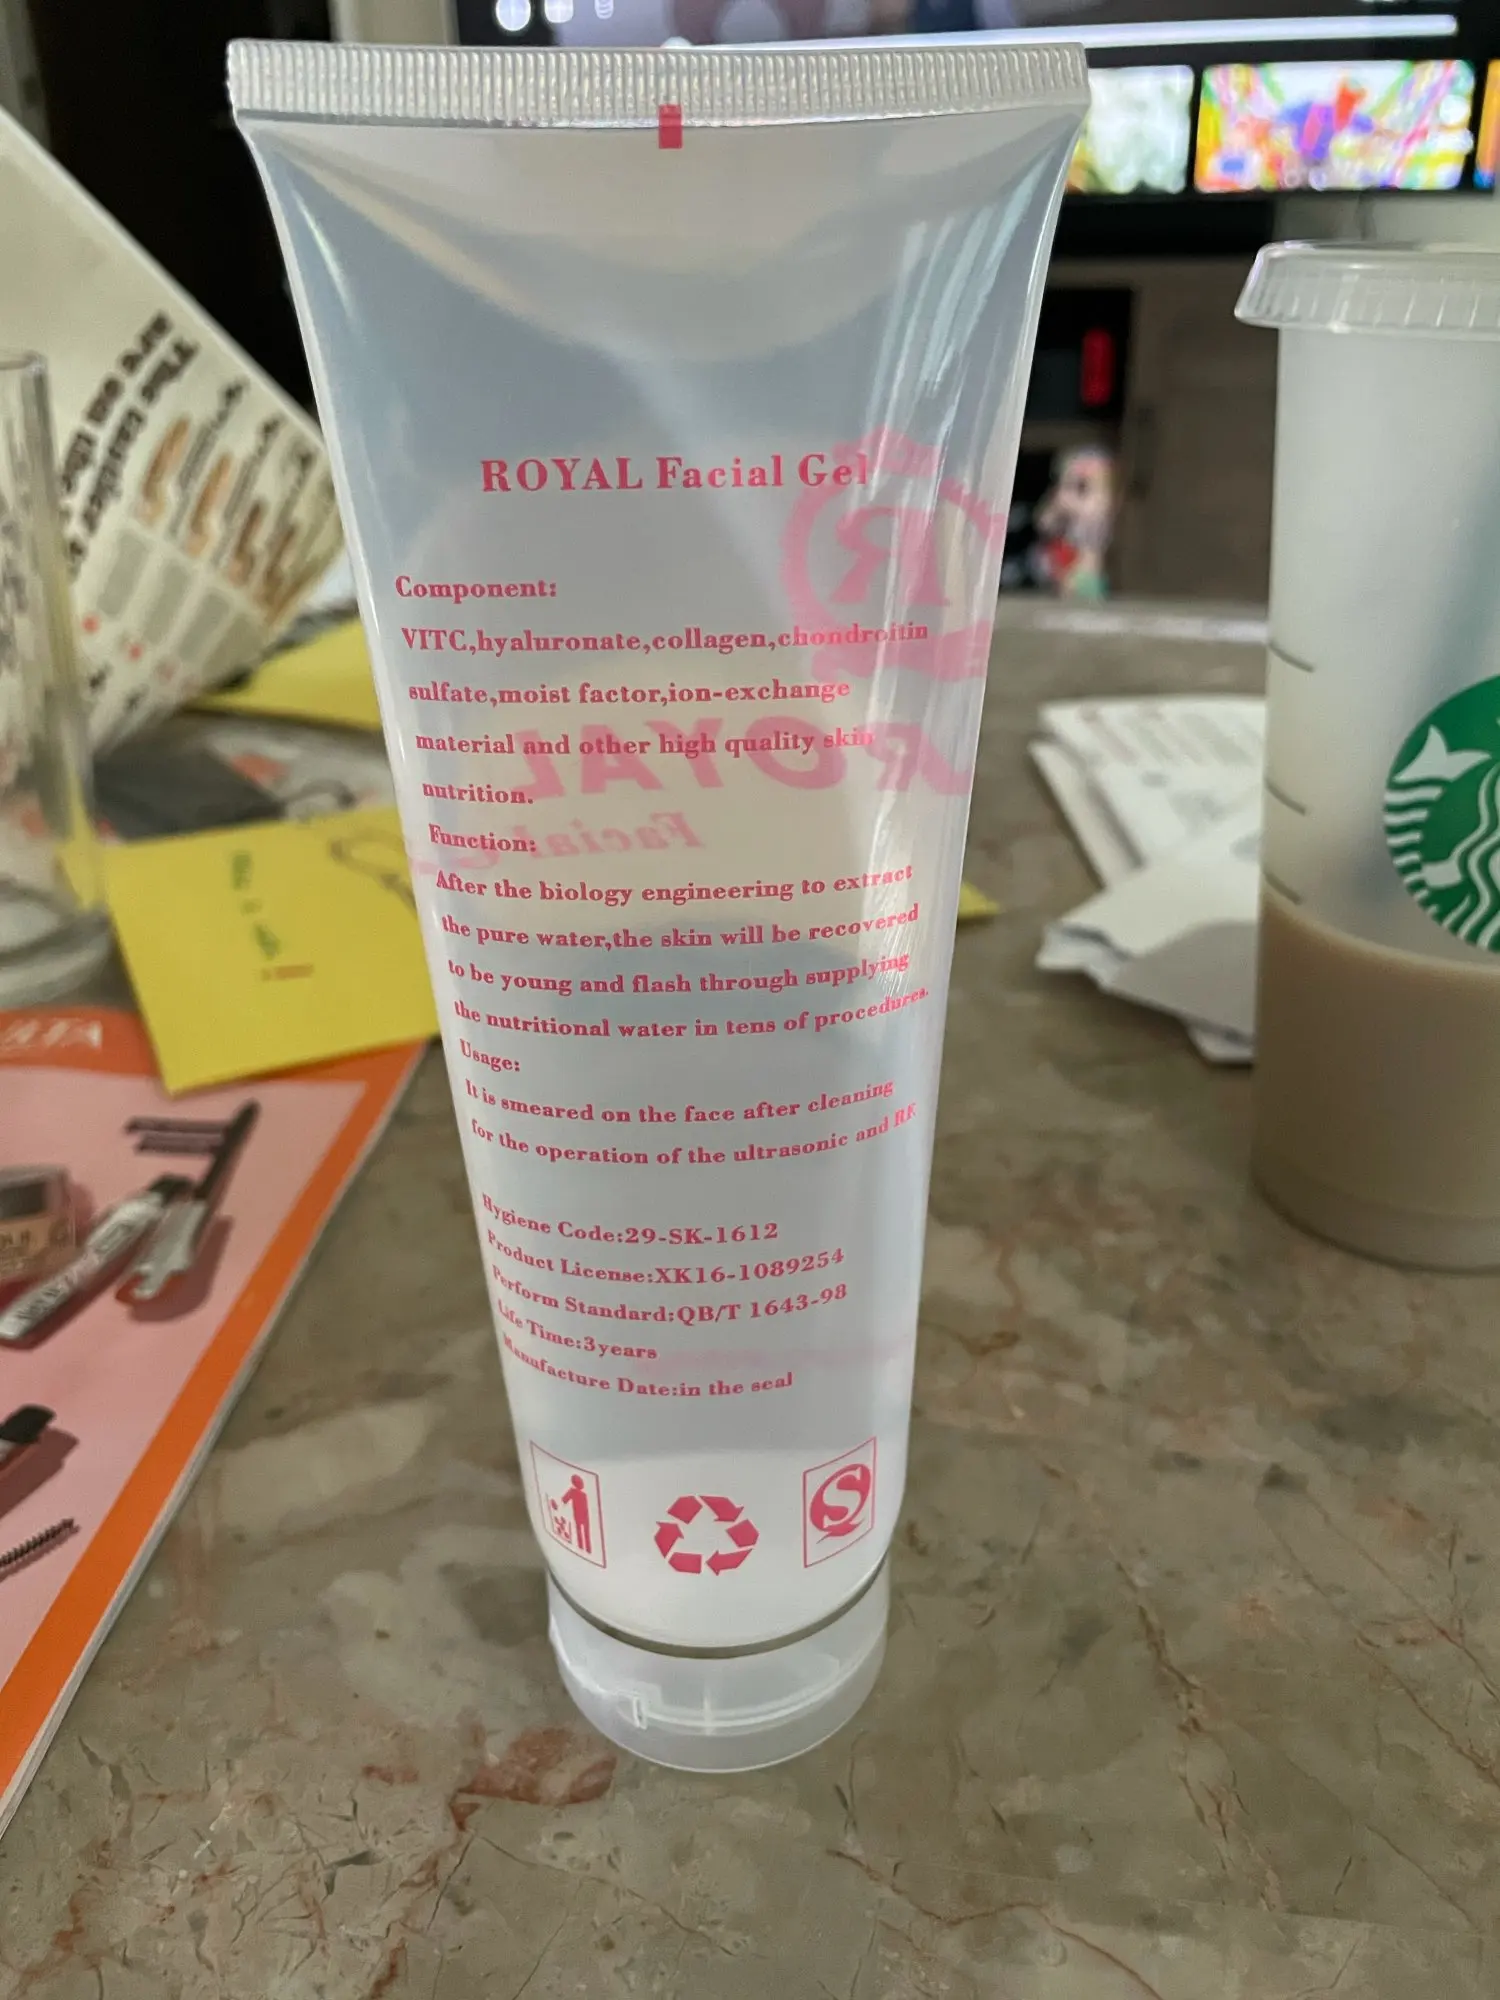 ROYAL Facial Gel
Component:
VITC,hyaluronate,collagen,chondroitin
sulfate,moist factor,ion-exchange
material and other high quality skin
nutrition.
Function:
After the biology engineering to extract
the pure water,the skin will be recovered
to be young and flash through supplying
the nutritional water in tens of procedures.
Usage:
It is smeared on the face after cleaning
for the operation of the ultrasonic and RF
Hygiene Code:29-SK-1612
Product License:XK16-1089254
Perform Standard:QB/T 1643-98
Life Time:3years
Manufacture Date:in the seal
R
ROYAL
Facial